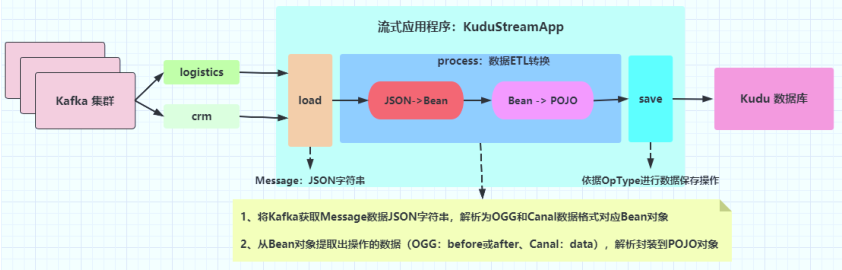 流式应用程序：KuduStreamApp
process：数据ETL转换
Kafka 集群
logistics
crm
load
JSON->Bean
Bean -> POJO
save
Kudu 数据库
Message：JSON字符串
依据OpType进行数据保存操作
1、将Kafka获取Message数据JSON字符串，解析为OGG和Canal数据格式对应Bean对象
2、从Bean对象提取出操作的数据（OGG：before或after、Canal：data），解析封装到POJO对象